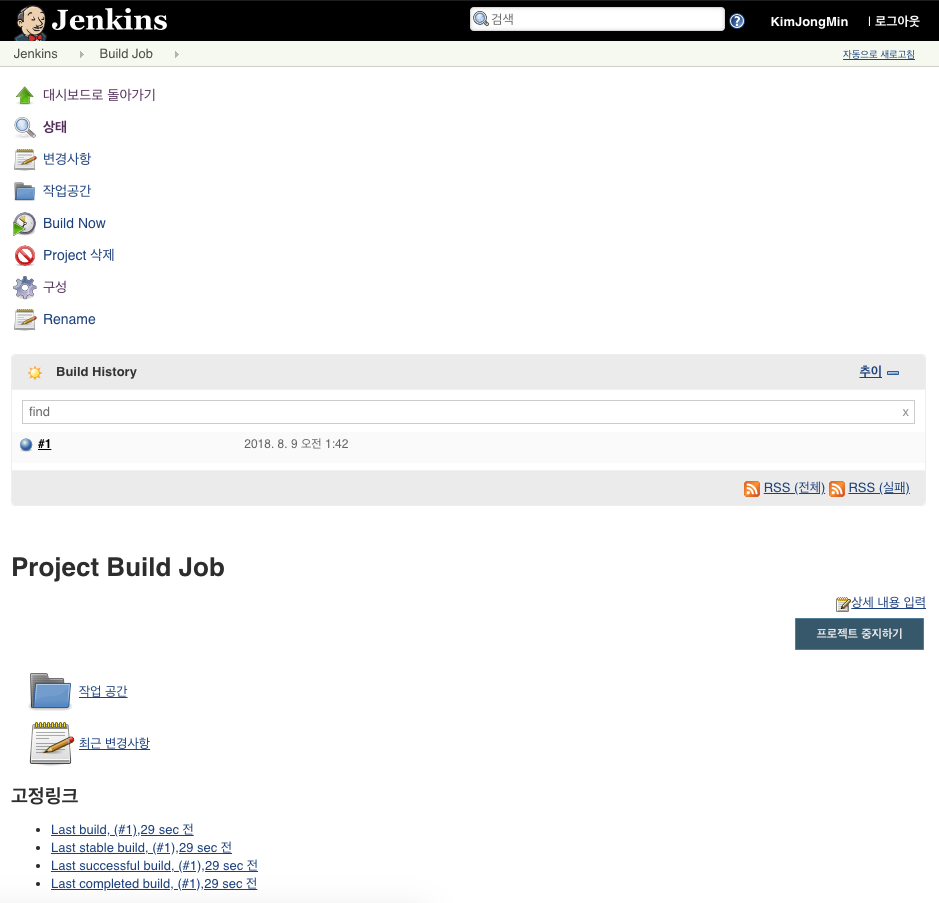 Jenkins
검색
?
KimJongMin
| 로그아웃
Jenkins
Build Job
자동으로 새로고침
대시보드로 돌아가기
상태
변경사항
작업공간
Build Now
Project 삭제
구성
Rename
Build History
추이
find
x
#1
2018. 8. 9 오전 1:42
RSS (전체) RSS (실패)
Project Build Job
상세 내용 입력
프로젝트 중지하기
작업 공간
최근 변경사항
고정링크
Last build, (#1),29 sec 전
Last stable build, (#1),29 sec 전
Last successful build, (#1),29 sec 전
Last completed build, (#1),29 sec 전